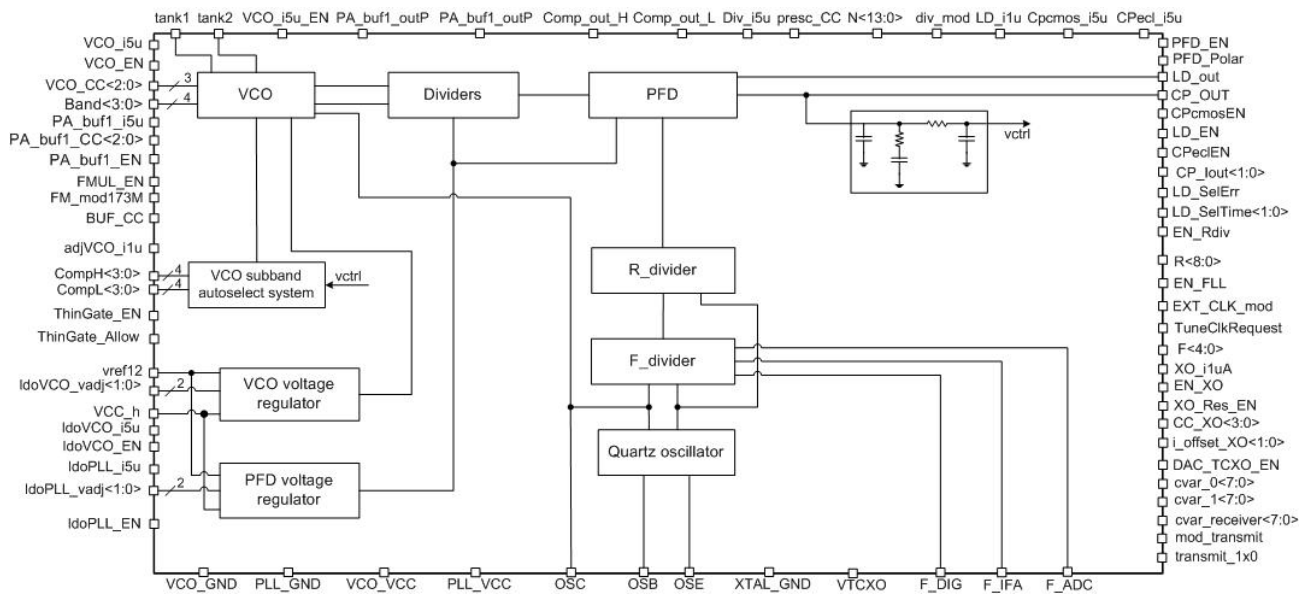 tank1 tank2 VCO_i5u_EN PA_buf1_outP PA_buf1_outP Comp_out_H Comp_out_L Div_i5u presc_CC N<13:0> div_mod LD_i1u Cpcmos_i5u CPecl_i5u
VCO_i5u
VCO_EN
VCO_CC<2:0>
3
Band<3:0>
4
PA_buf1_i5u
PA_buf1_CC<2:0>
PA_buf1_EN
FMUL_EN
FM_mod173M
BUF_CC
adjVCO_i1u
CompH<3:0>
4
CompL<3:0>
4
ThinGate_EN
ThinGate_Allow
vref12
ldoVCO_vadj<1:0>
2
VCC_h
ldoVCO_i5u
ldoVCO_EN
ldoPLL_i5u
ldoPLL_vadj<1:0>
2
ldoPLL_EN
VCO
Dividers
PFD
vctrl
VCO subband
autoselect system
vctrl
R_divider
F_divider
VCO voltage
regulator
Quartz oscillator
PFD voltage
regulator
PFD_EN
PFD_Polar
LD_out
CP_OUT
CPcmosEN
LD_EN
CPeclEN
CP_Iout<1:0>
LD_SelErr
LD_SelTime<1:0>
EN_Rdiv
R<8:0>
EN_FLL
EXT_CLK_mod
TuneClkRequest
F<4:0>
XO_i1uA
EN_XO
XO_Res_EN
CC_XO<3:0>
i_offset_XO<1:0>
DAC_TCXO_EN
cvar_0<7:0>
cvar_1<7:0>
cvar_receiver<7:0>
mod_transmit
transmit_1x0
VCO_GND PLL_GND VCO_VCC PLL_VCC OSC OSB OSE XTAL_GND VTCXO F_DIG F_IFA F_ADC